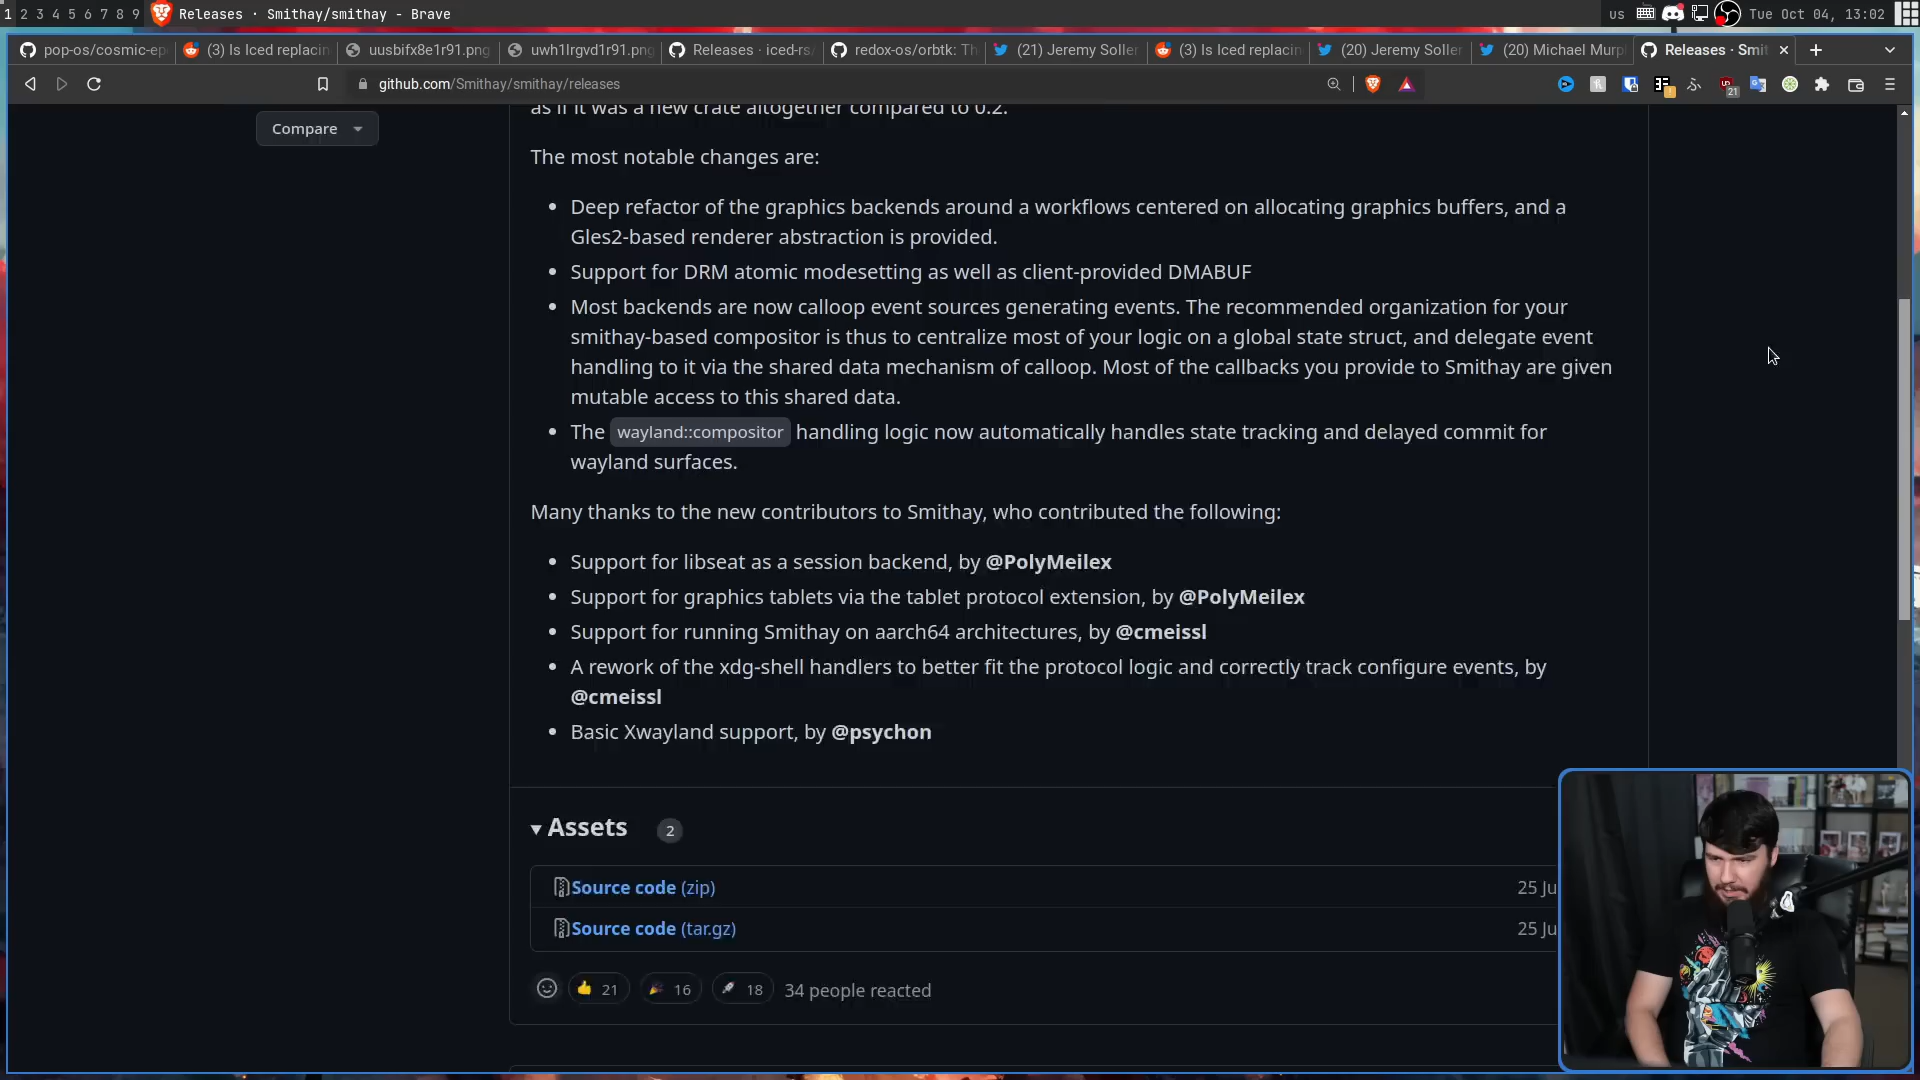 1 2 3 4 5 6 7 8 9 Releases · Smithay/smithay - Brave us Tue Oct 04, 13:02
pop-os/cosmic-ep (3) Is Iced replacin uusbifx8e1r91.png uwh1lrgvd1r91.png Releases · iced-rs/ redox-os/orbtk: Th (21) Jeremy Soller (3) Is Iced replacin (20) Jeremy Soller (20) Michael Murp Releases · Smit
github.com/Smithay/smithay/releases 21
as if it was a new crate altogether compared to 0.2.
Compare
The most notable changes are:
Deep refactor of the graphics backends around a workflows centered on allocating graphics buffers, and a
Gles2-based renderer abstraction is provided.
Support for DRM atomic modesetting as well as client-provided DMABUF
Most backends are now calloop event sources generating events. The recommended organization for your
smithay-based compositor is thus to centralize most of your logic on a global state struct, and delegate event
handling to it via the shared data mechanism of calloop. Most of the callbacks you provide to Smithay are given
mutable access to this shared data.
The wayland::compositor handling logic now automatically handles state tracking and delayed commit for
wayland surfaces.
Many thanks to the new contributors to Smithay, who contributed the following:
Support for libseat as a session backend, by @PolyMeilex
Support for graphics tablets via the tablet protocol extension, by @PolyMeilex
Support for running Smithay on aarch64 architectures, by @cmeissl
A rework of the xdg-shell handlers to better fit the protocol logic and correctly track configure events, by
@cmeissl
Basic Xwayland support, by @psychon
Assets 2
Source code (zip) 25 Ju
Source code (tar.gz) 25 Ju
21 16 18 34 people reacted